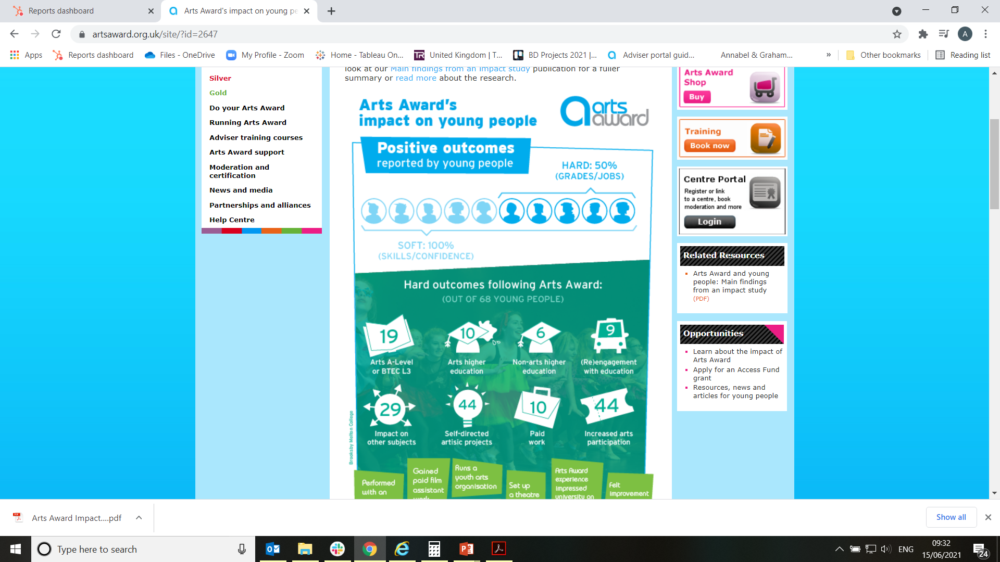 Reports dashboard
Arts Award's impact on young pe
artsaward.org.uk/site/?id=2647
A
Apps
Reports dashboard
Files - OneDrive
My Profile - Zoom
Home - Tableau On...
TR
United Kingdom | T...
BD Projects 2021 |...
Adviser portal guid...
Annabel & Graham...
»
Other bookmarks
Reading list
Silver
Gold
Do your Arts Award
Running Arts Award
Adviser training courses
Arts Award support
Moderation and
certification
News and media
Partnerships and alliances
Help Centre
look at our Main findings from an impact study publication for a fuller
summary or read more about the research.
Arts Award's
impact on young people
arts
award
Positive outcomes
reported by young people
HARD: 50%
(GRADES/JOBS)
SOFT: 100%
(SKILLS/CONFIDENCE)
Hard outcomes following Arts Award:
(OUT OF 68 YOUNG PEOPLE)
19
Arts A-Level
or BTEC L3
10
Arts higher
education
6
Non-arts higher
education
9
(Re)engagement
with education
29
Impact on
other subjects
44
Self-directed
artisic projects
10
Paid
work
44
Increased arts
participation
Brooksby Melton College
Performed
with an
Gained
paid film
assistant
work
Runs a
youth arts
organisation
Set up
a theatre
Arts Award
experience
impressed
university on
Felt
improvement
Arts Award
Shop
Buy
Training
Book now
Centre Portal
Register or link
to a centre, book
moderation and more
Login
Related Resources
Arts Award and young
people: Main findings
from an impact study
(PDF)
Opportunities
Learn about the impact of
Arts Award
Apply for an Access Fund
grant
Resources, news and
articles for young people
Arts Award Impact....pdf
Show all
Type here to search
ENG
09:32
15/06/2021
24